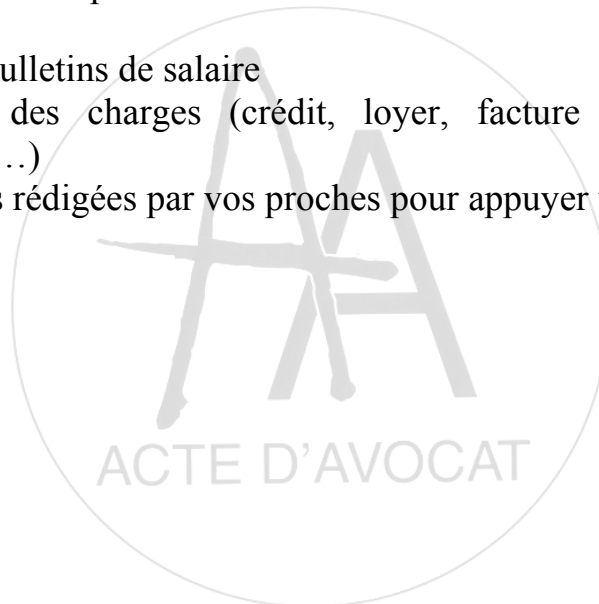 ulletins de salaire
des charges (crédit, loyer, facture
…)
s rédigées par vos proches pour appuyer
ACTE D'AVOCAT